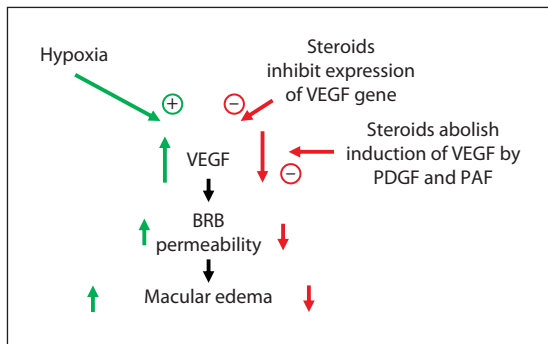 Hypoxia
Steroids
inhibit expression
of VEGF gene
+
−
Steroids abolish
induction of VEGF by
PDGF and PAF
VEGF
−
BRB
permeability
Macular edema